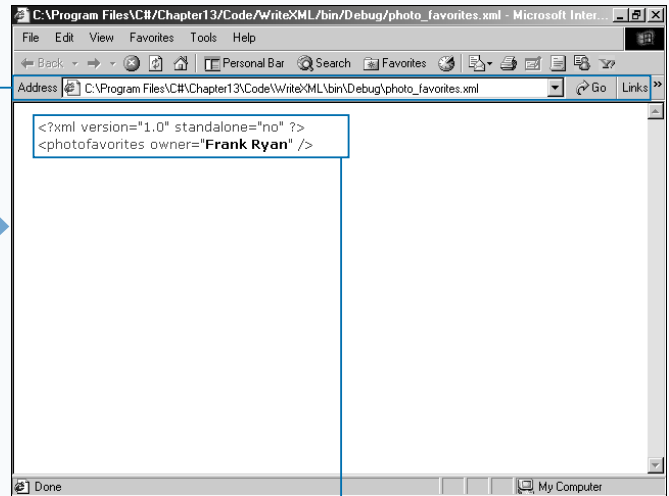 C:\Program Files\C#/Chapter13/Code/WriteXML/bin/Debug/photo_favorites.xml - Microsoft Inter...
File Edit View Favorites Tools Help
Back Personal Bar Search Favorites
Address C:\Program Files\C#\Chapter13\Code\WriteXML\bin\Debug\photo_favorites.xml Go Links »
<?xml version="1.0" standalone="no" ?>
<photofavorites owner="Frank Ryan" />
Done My Computer